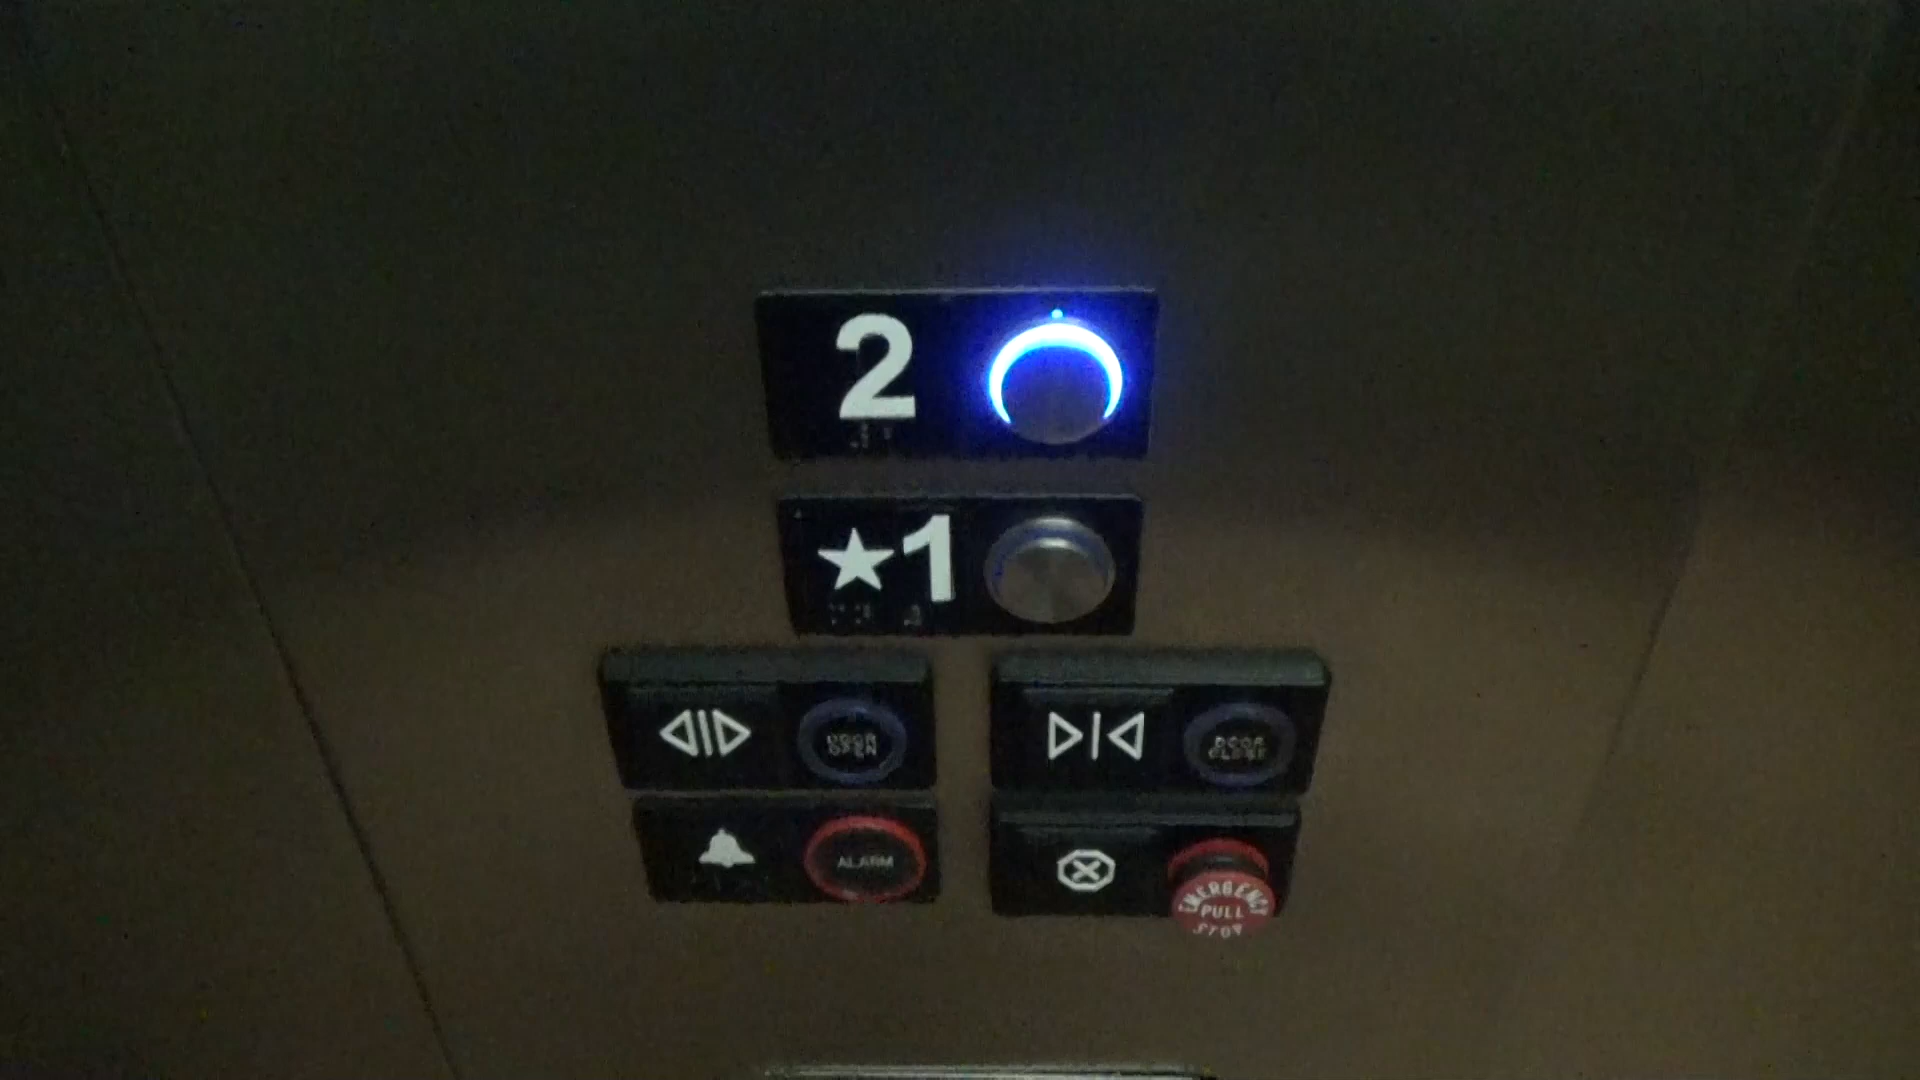 2
★1
DOOR
OPEN
DOOR
CLOSE
ALARM
EMERGENCY
PULL
STOP